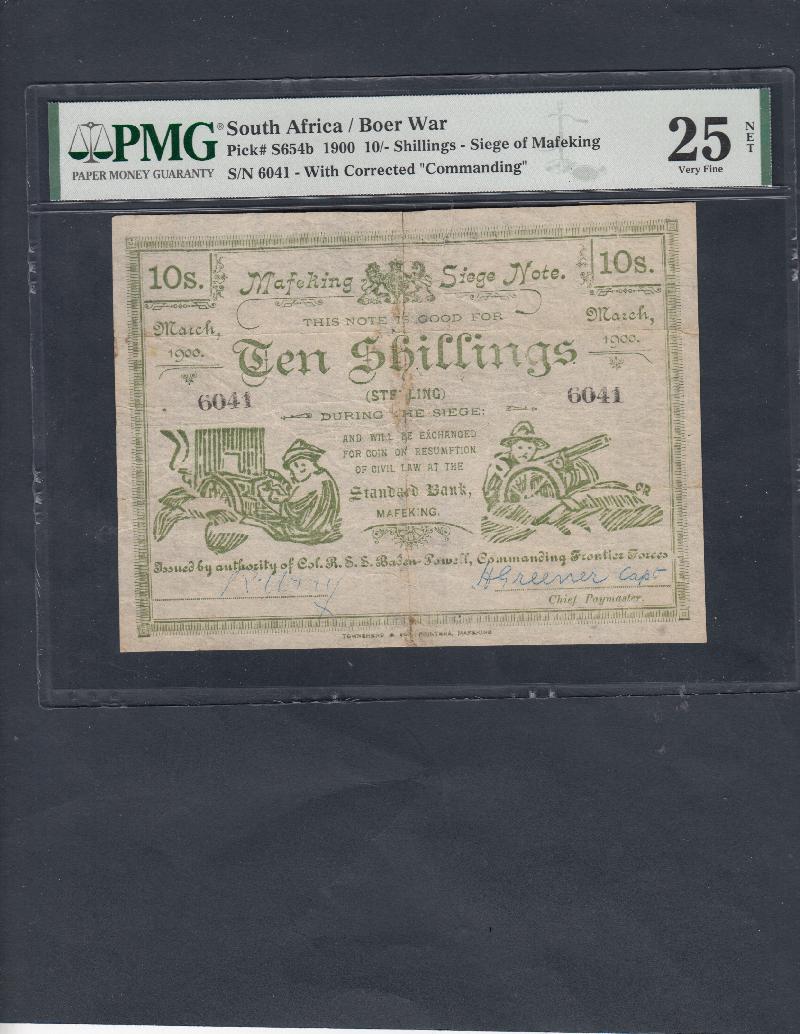 PMG®
PAPER MONEY GUARANTY
South Africa / Boer War
Pick# S654b 1900 10/- Shillings - Siege of Mafeking
S/N 6041 - With Corrected "Commanding"
25
Very Fine
NET
10s.
Mafeking Siege Note.
10s.
March,
1900.
THIS NOTE IS GOOD FOR
March,
1900.
Ten Shillings
(STERLING)
6041
6041
DURING THE SIEGE:
AND WILL BE EXCHANGED
FOR COIN ON RESUMPTION
OF CIVIL LAW AT THE
Standard Bank,
MAFEKING.
Issued by authority of Col. R. S. S. Baden-Powell, Commanding Frontier Forces
H Greener Capt
Chief Paymaster.
TOWNSHEND & SON, PRINTERS, MAFEKING